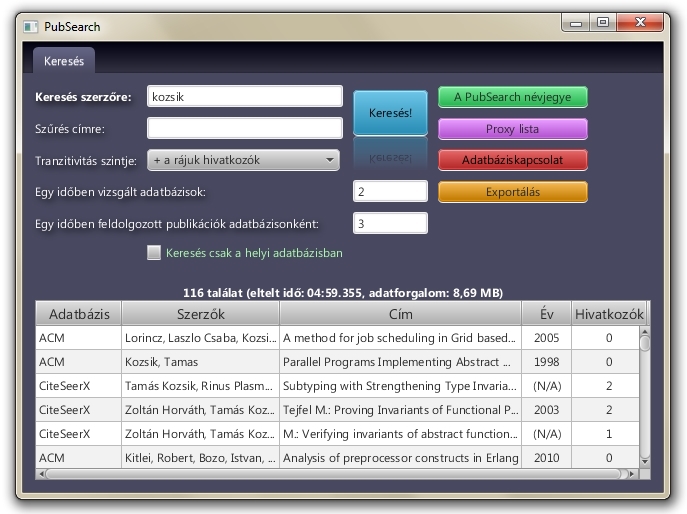 PubSearch
Keresés
Keresés szerzőre: kozsik Keresés! A PubSearch névjegye
Szűrés címre: Proxy lista
Tranzitivitás szintje: + a rájuk hivatkozók Adatbáziskapcsolat
Egy időben vizsgált adatbázisok: 2 Exportálás
Egy időben feldolgozott publikációk adatbázisonként: 3
Keresés csak a helyi adatbázisban
116 találat (eltelt idő: 04:59.355, adatforgalom: 8,69 MB)
Adatbázis Szerzők Cím Év Hivatkozók
ACM Lorincz, Laszlo Csaba, Kozsi... A method for job scheduling in Grid based... 2005 0
ACM Kozsik, Tamas Parallel Programs Implementing Abstract ... 1998 0
CiteSeerX Tamás Kozsik, Rinus Plasm... Subtyping with Strengthening Type Invaria... (N/A) 2
CiteSeerX Zoltán Horváth, Tamás Koz... Tejfel M.: Proving Invariants of Functional P... 2003 2
CiteSeerX Zoltán Horváth, Tamás Koz... M.: Verifying invariants of abstract function... (N/A) 1
ACM Kitlei, Robert, Bozo, Istvan, ... Analysis of preprocessor constructs in Erlang 2010 0